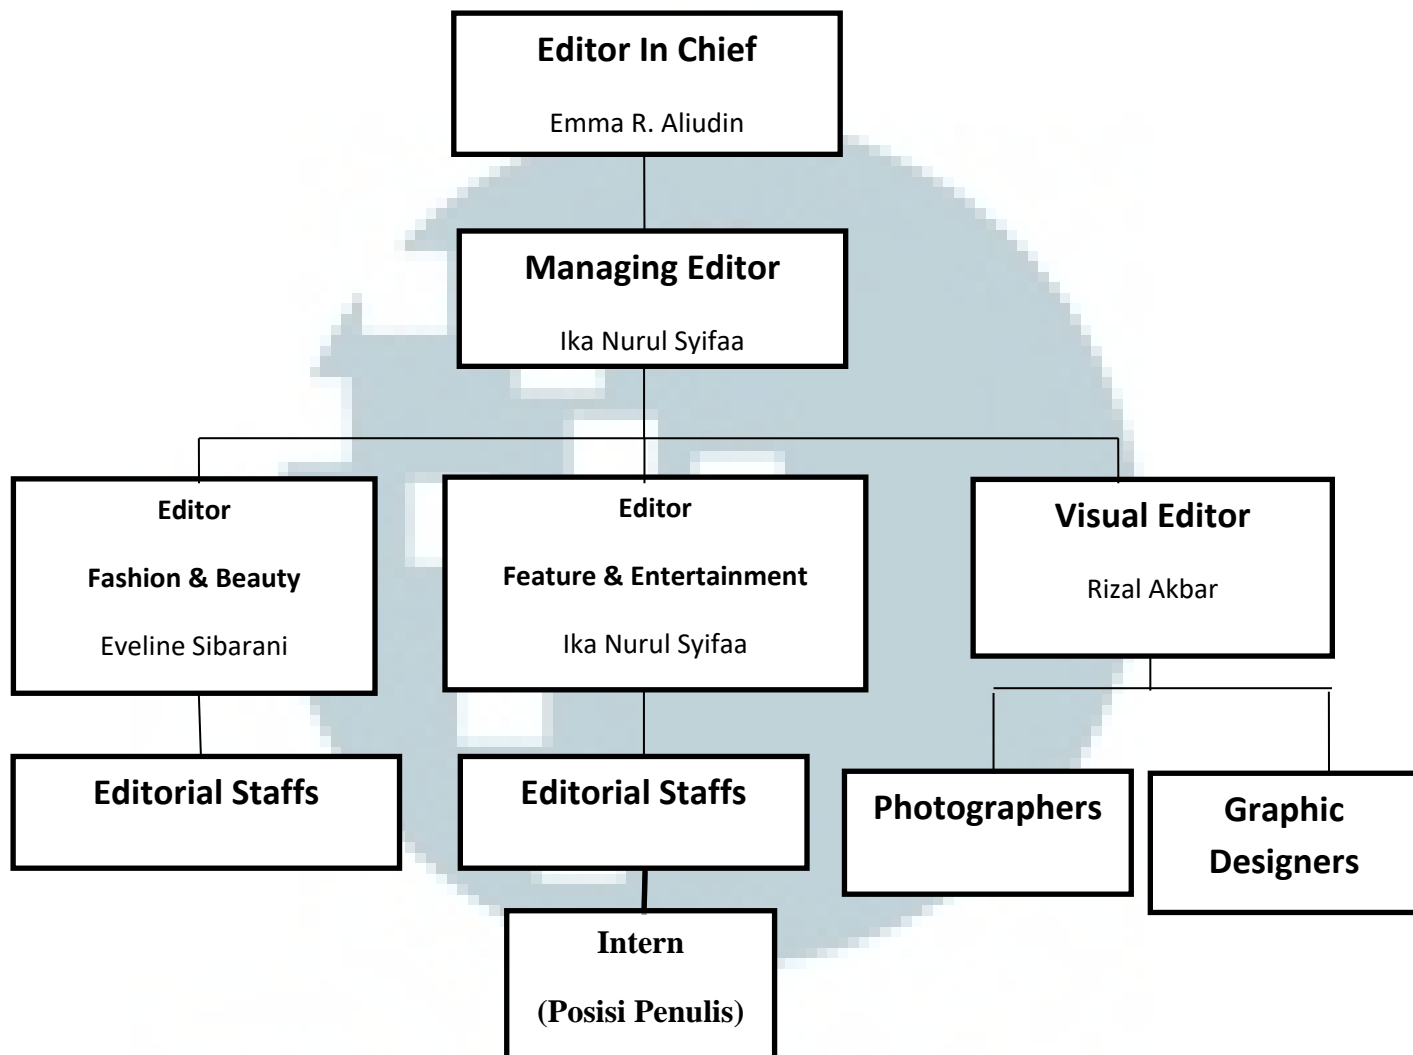 Editor In Chief
Emma R. Aliudin
Managing Editor
Ika Nurul Syifaa
Editor
Fashion & Beauty
Eveline Sibarani
Editor
Feature & Entertainment
Ika Nurul Syifaa
Visual Editor
Rizal Akbar
Editorial Staffs
Editorial Staffs
Photographers
Graphic
Designers
Intern
(Posisi Penulis)